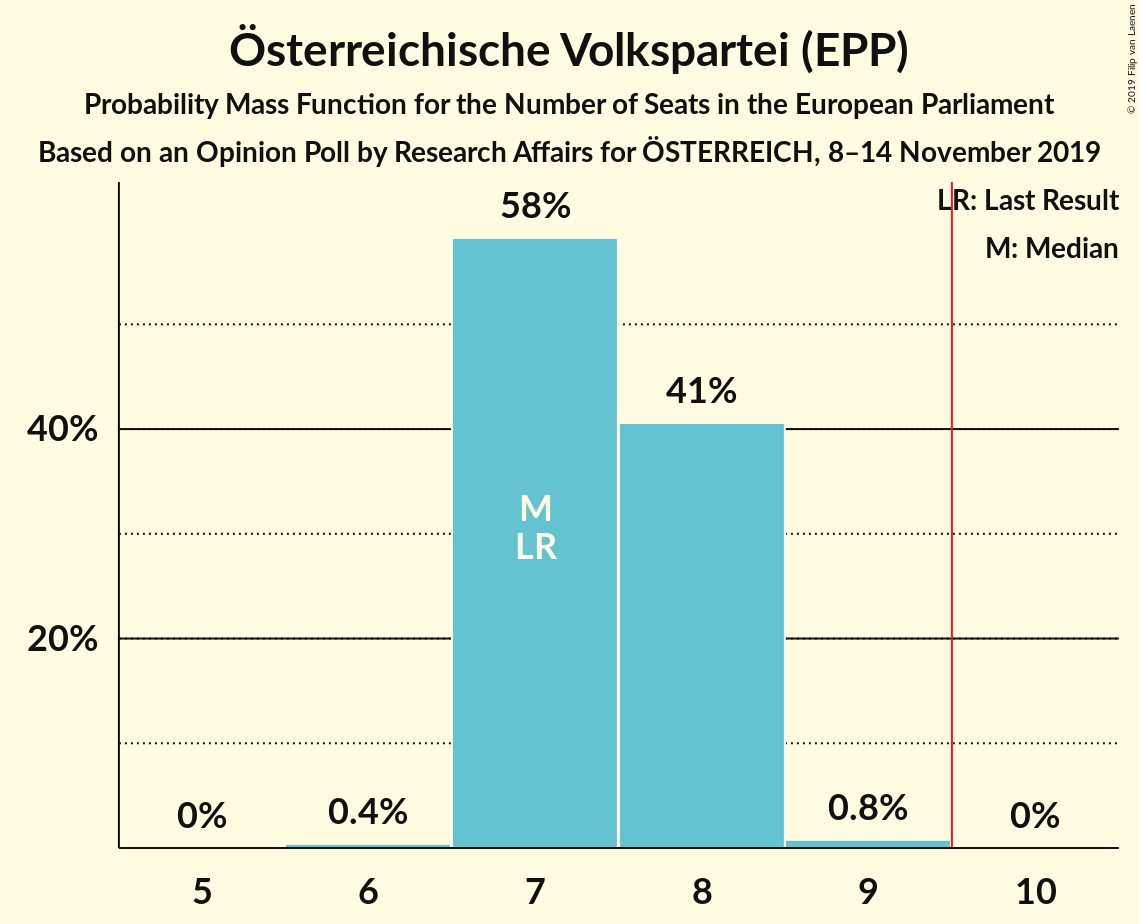 Österreichische Volkspartei (EPP)
Probability Mass Function for the Number of Seats in the European Parliament
Based on an Opinion Poll by Research Affairs for ÖSTERREICH, 8–14 November 2019
© 2019 Filip van Laenen
LR: Last Result
M: Median
58%
41%
40%
M
LR
20%
0%
0.4%
0.8%
0%
5
6
7
8
9
10